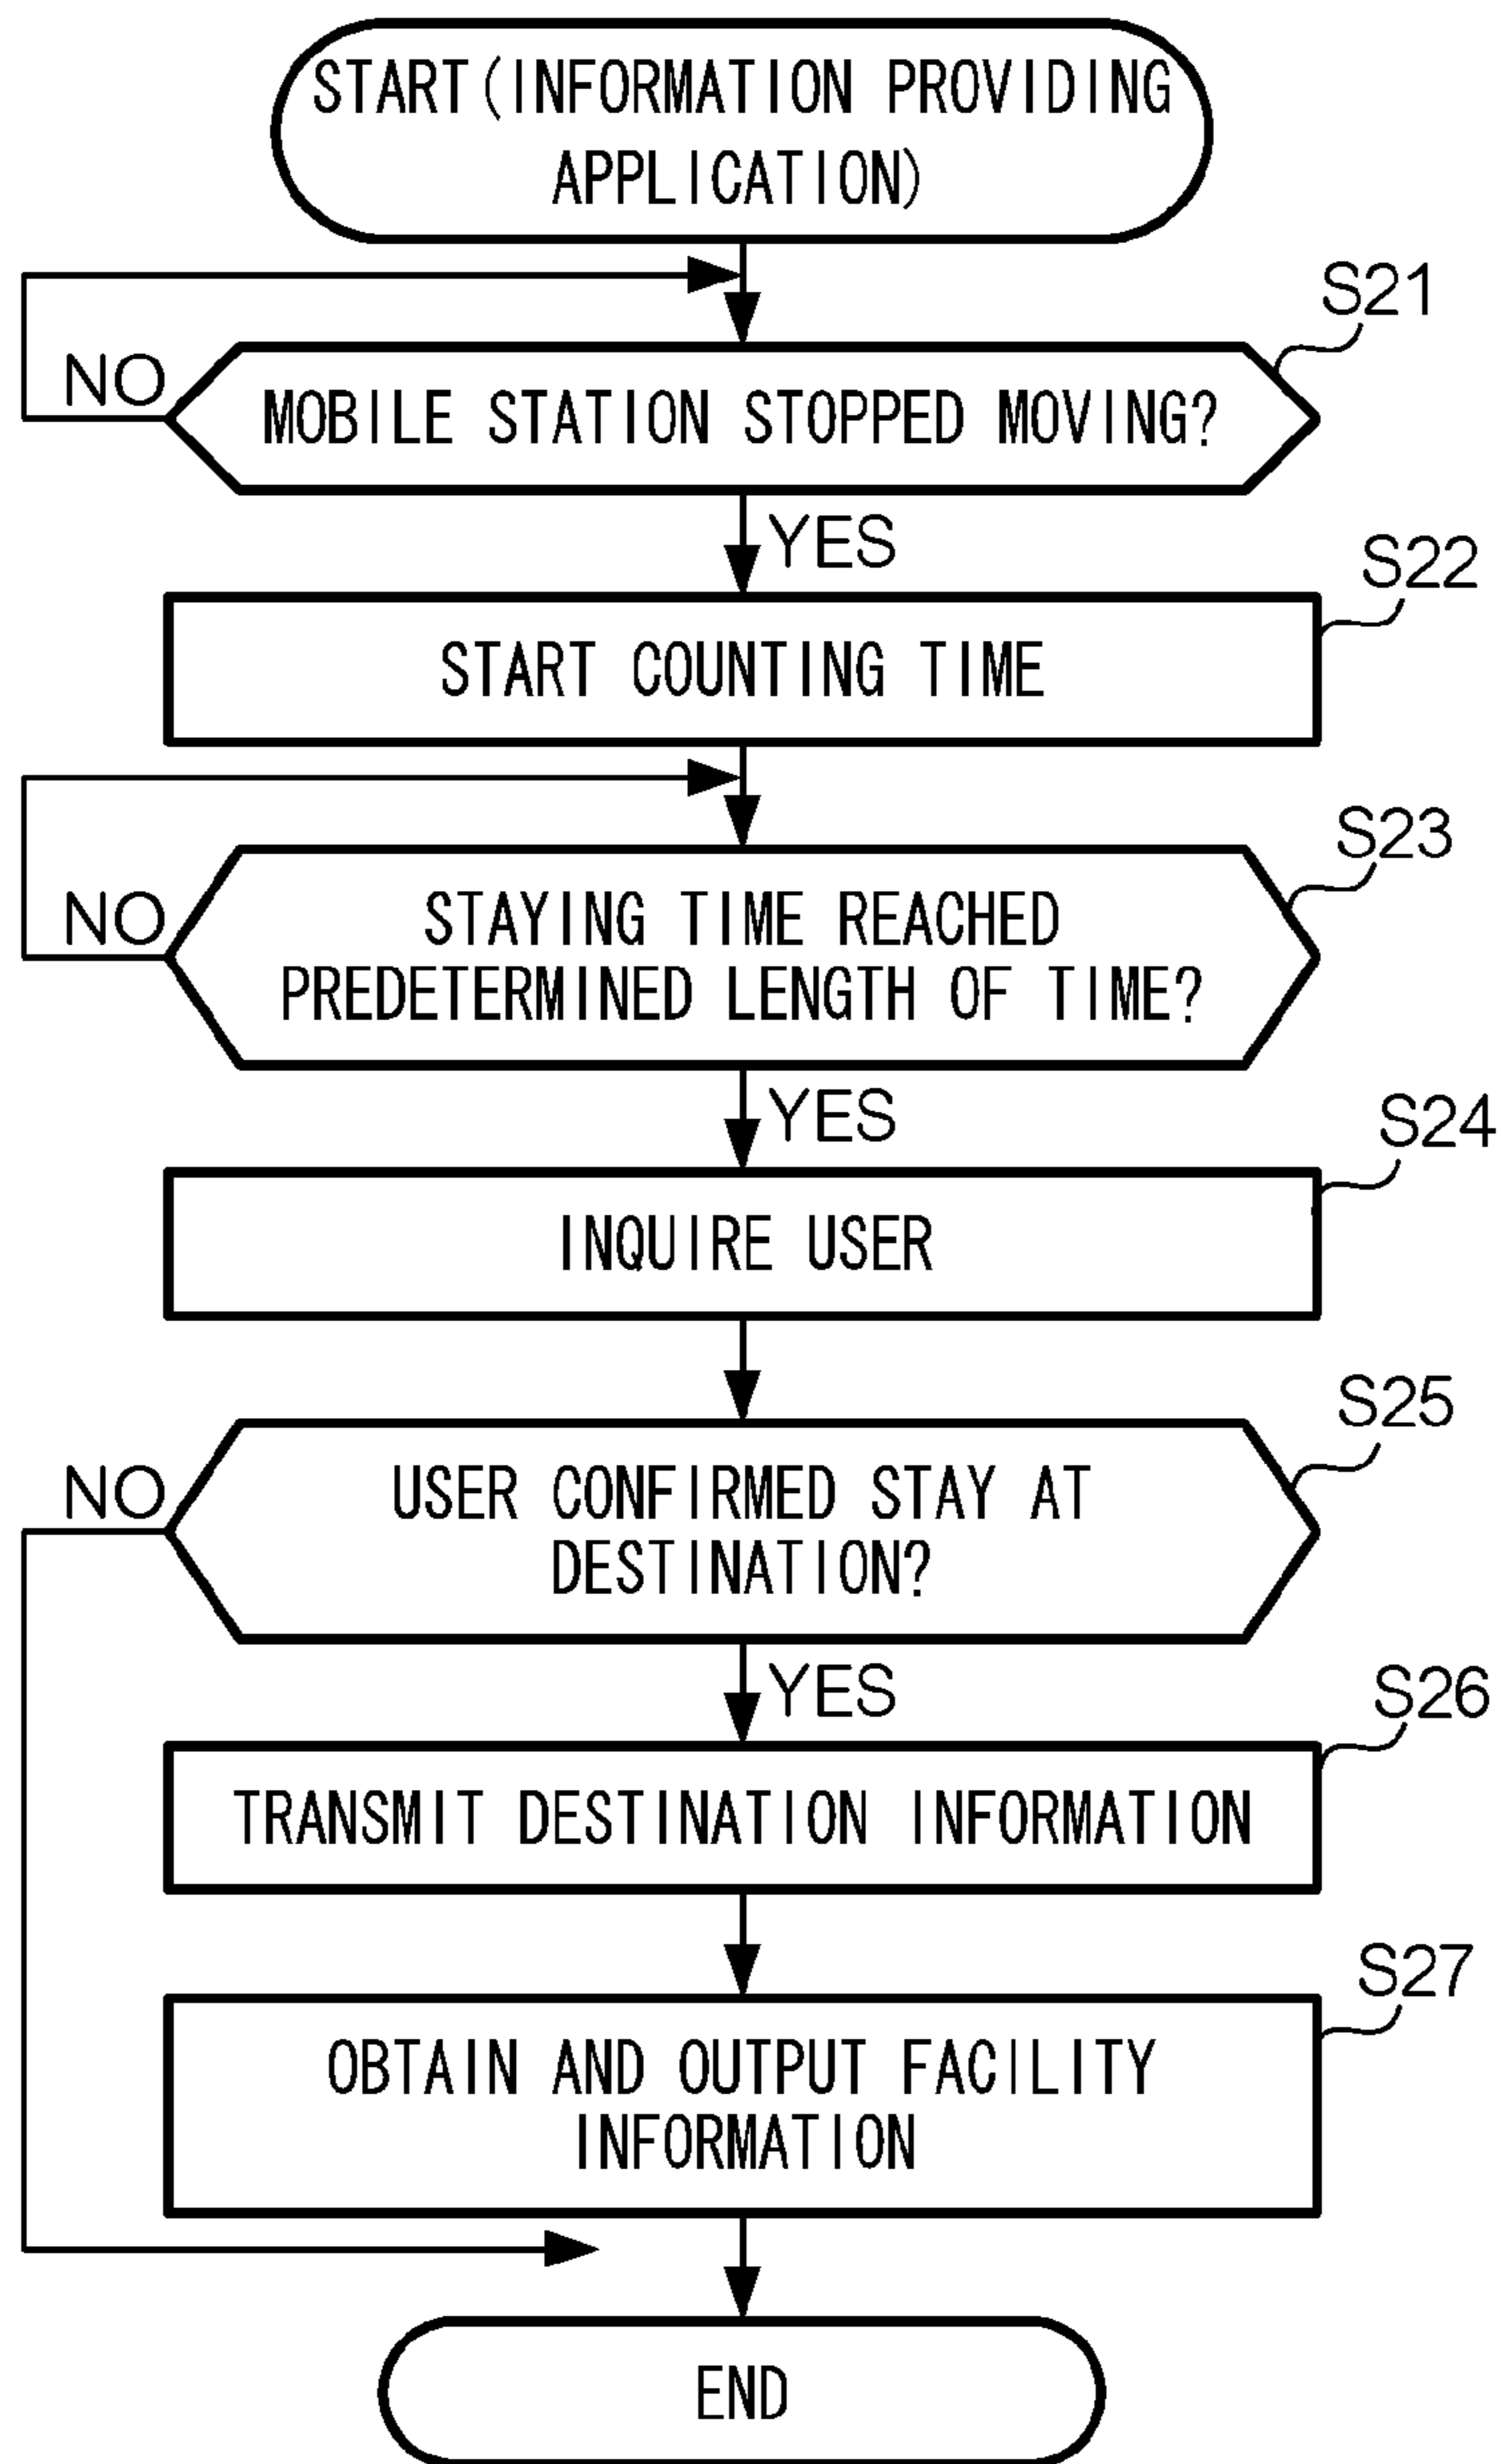 START(INFORMATION PROVIDING
APPLICATION)
S21
NO
MOBILE STATION STOPPED MOVING?
YES
S22
START COUNTING TIME
S23
NO
STAYING TIME REACHED
PREDETERMINED LENGTH OF TIME?
YES
S24
INQUIRE USER
S25
NO
USER CONFIRMED STAY AT
DESTINATION?
YES
S26
TRANSMIT DESTINATION INFORMATION
S27
OBTAIN AND OUTPUT FACILITY
INFORMATION
END